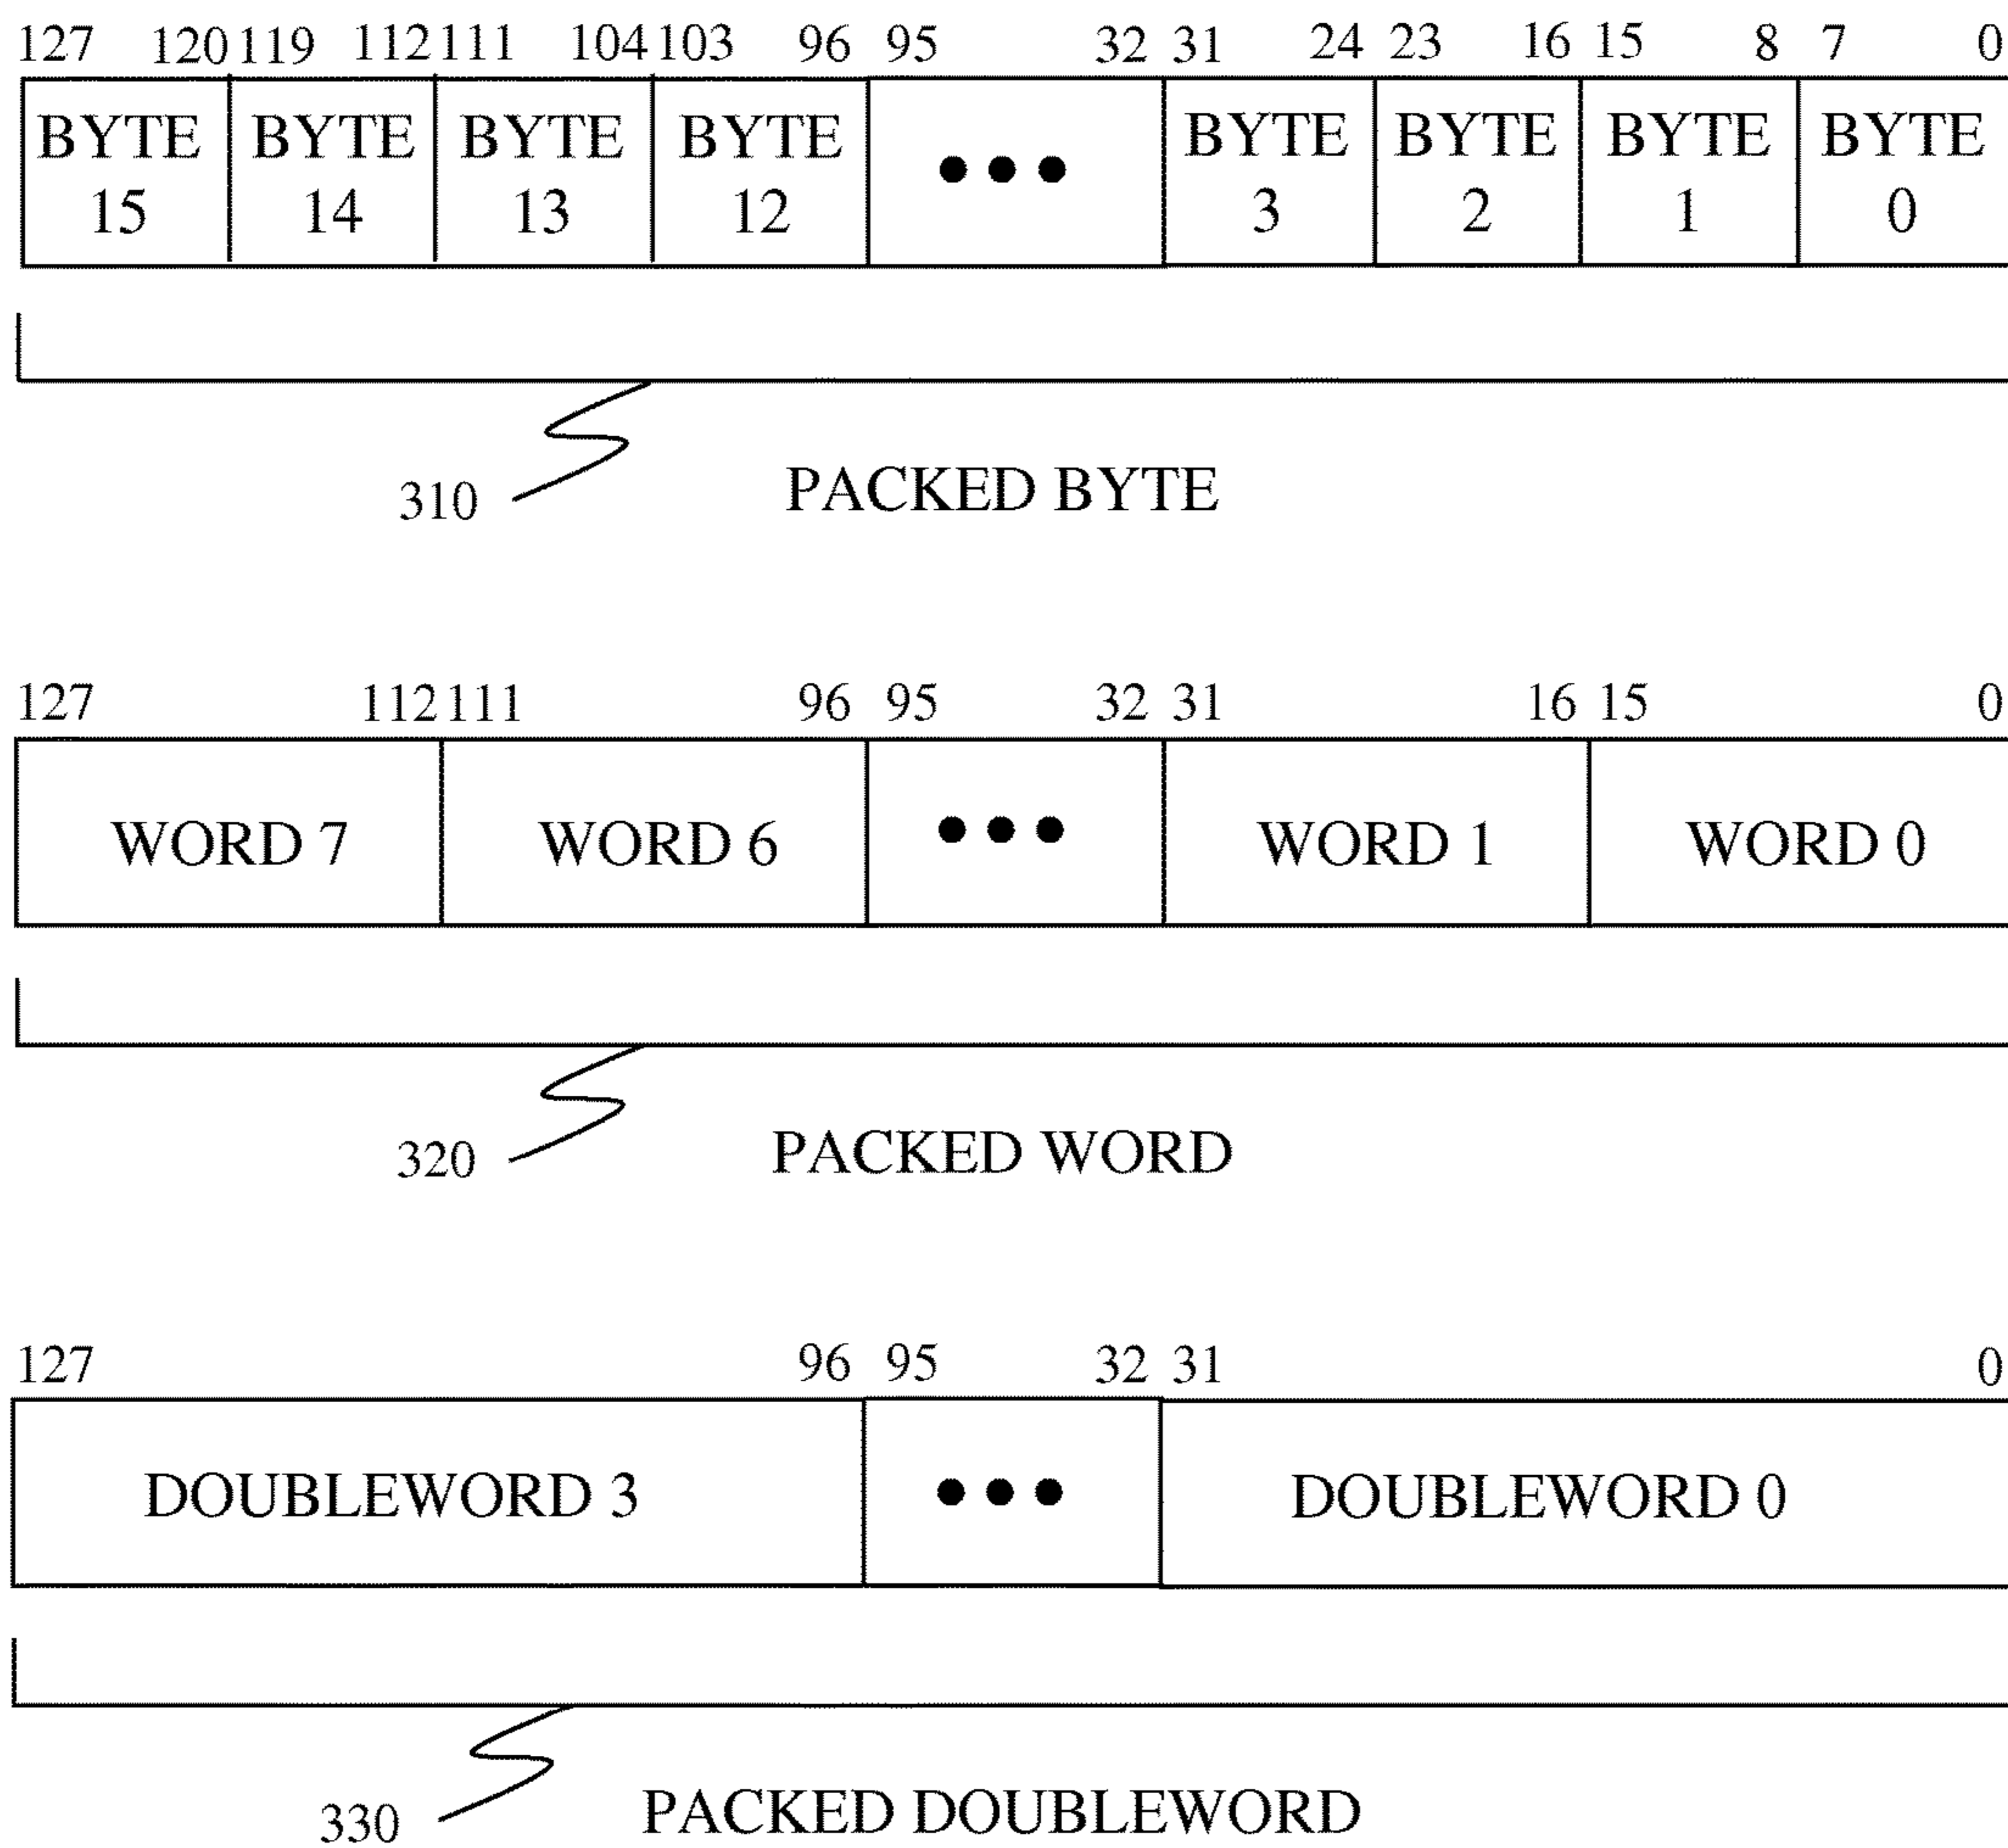 127 120 119 112 111 104 103 96 95 32 31 24 23 16 15 8 7 0
BYTE BYTE BYTE BYTE ••• BYTE BYTE BYTE BYTE
15 14 13 12 3 2 1 0
310 PACKED BYTE
127 112 111 96 95 32 31 16 15 0
WORD 7 WORD 6 ••• WORD 1 WORD 0
320 PACKED WORD
127 96 95 32 31 0
DOUBLEWORD 3 ••• DOUBLEWORD 0
330 PACKED DOUBLEWORD